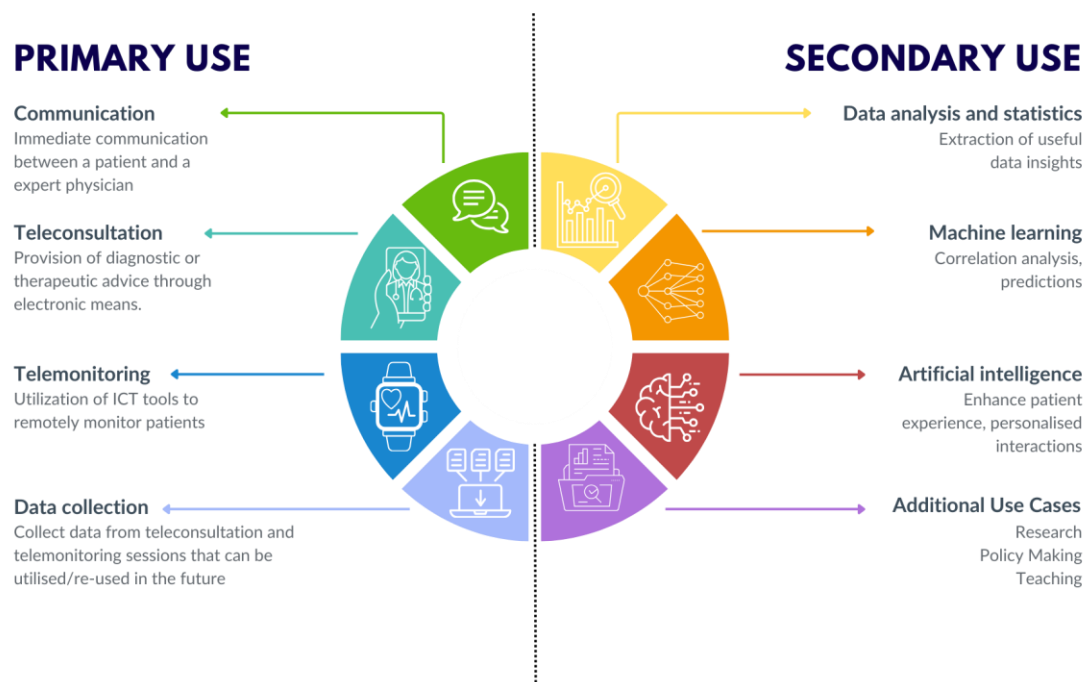 PRIMARY USE
Communication
Immediate communication
between a patient and a
expert physician
Teleconsultation
Provision of diagnostic or
therapeutic advice through
electronic means.
Telemonitoring
Utilization of ICT tools to
remotely monitor patients
Data collection
Collect data from teleconsultation and
telemonitoring sessions that can be
utilised/re-used in the future
SECONDARY USE
Data analysis and statistics
Extraction of useful
data insights
Machine learning
Correlation analysis,
predictions
Artificial intelligence
Enhance patient
experience, personalised
interactions
Additional Use Cases
Research
Policy Making
Teaching